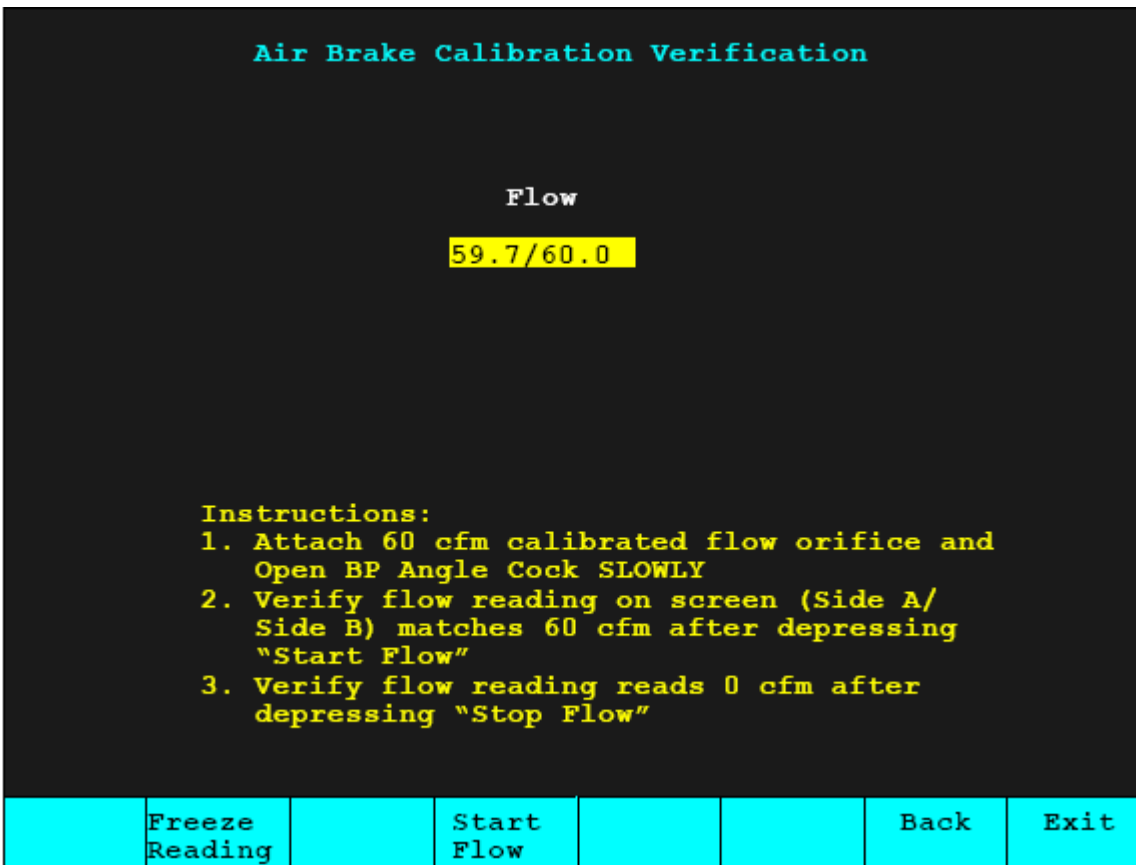 Air Brake Calibration Verification
Flow
59.7/60.0
Instructions:
1. Attach 60 cfm calibrated flow orifice and
Open BP Angle Cock SLOWLY
2. Verify flow reading on screen (Side A/
Side B) matches 60 cfm after depressing
“Start Flow”
3. Verify flow reading reads 0 cfm after
depressing “Stop Flow”
Freeze Start Back Exit
Reading Flow